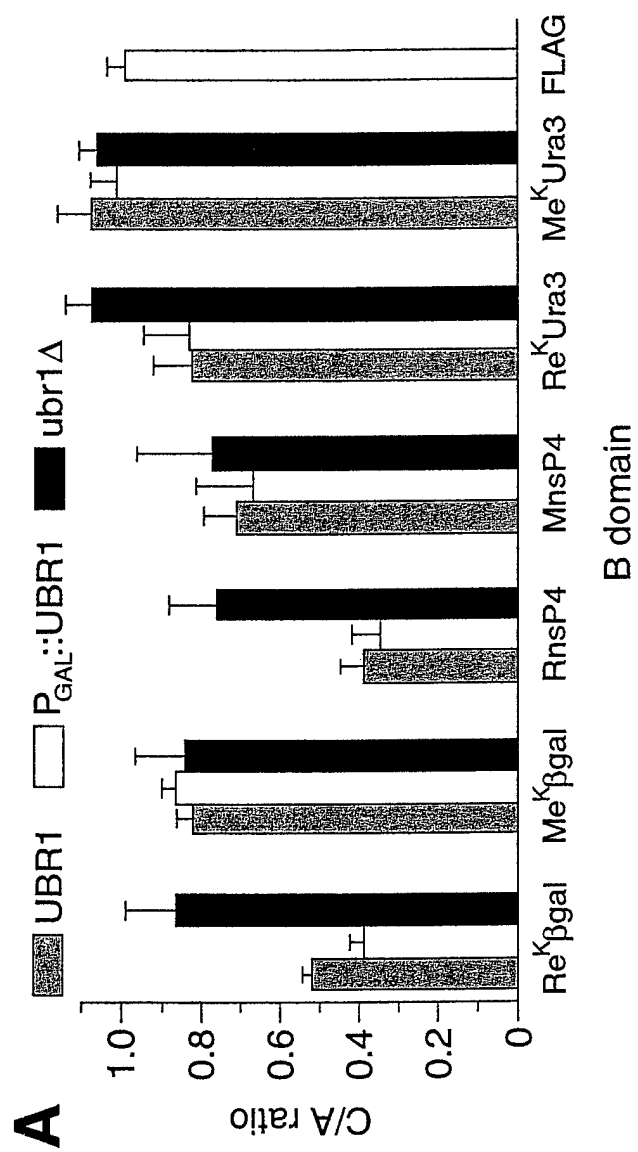 A
UBR1 P_GAL::UBR1 ubr1Δ
C/A ratio
1.0
0.8
0.6
0.4
0.2
0
Re^Kβgal Me^Kβgal RnsP4 MnsP4 Re^KUra3 Me^KUra3 FLAG
B domain